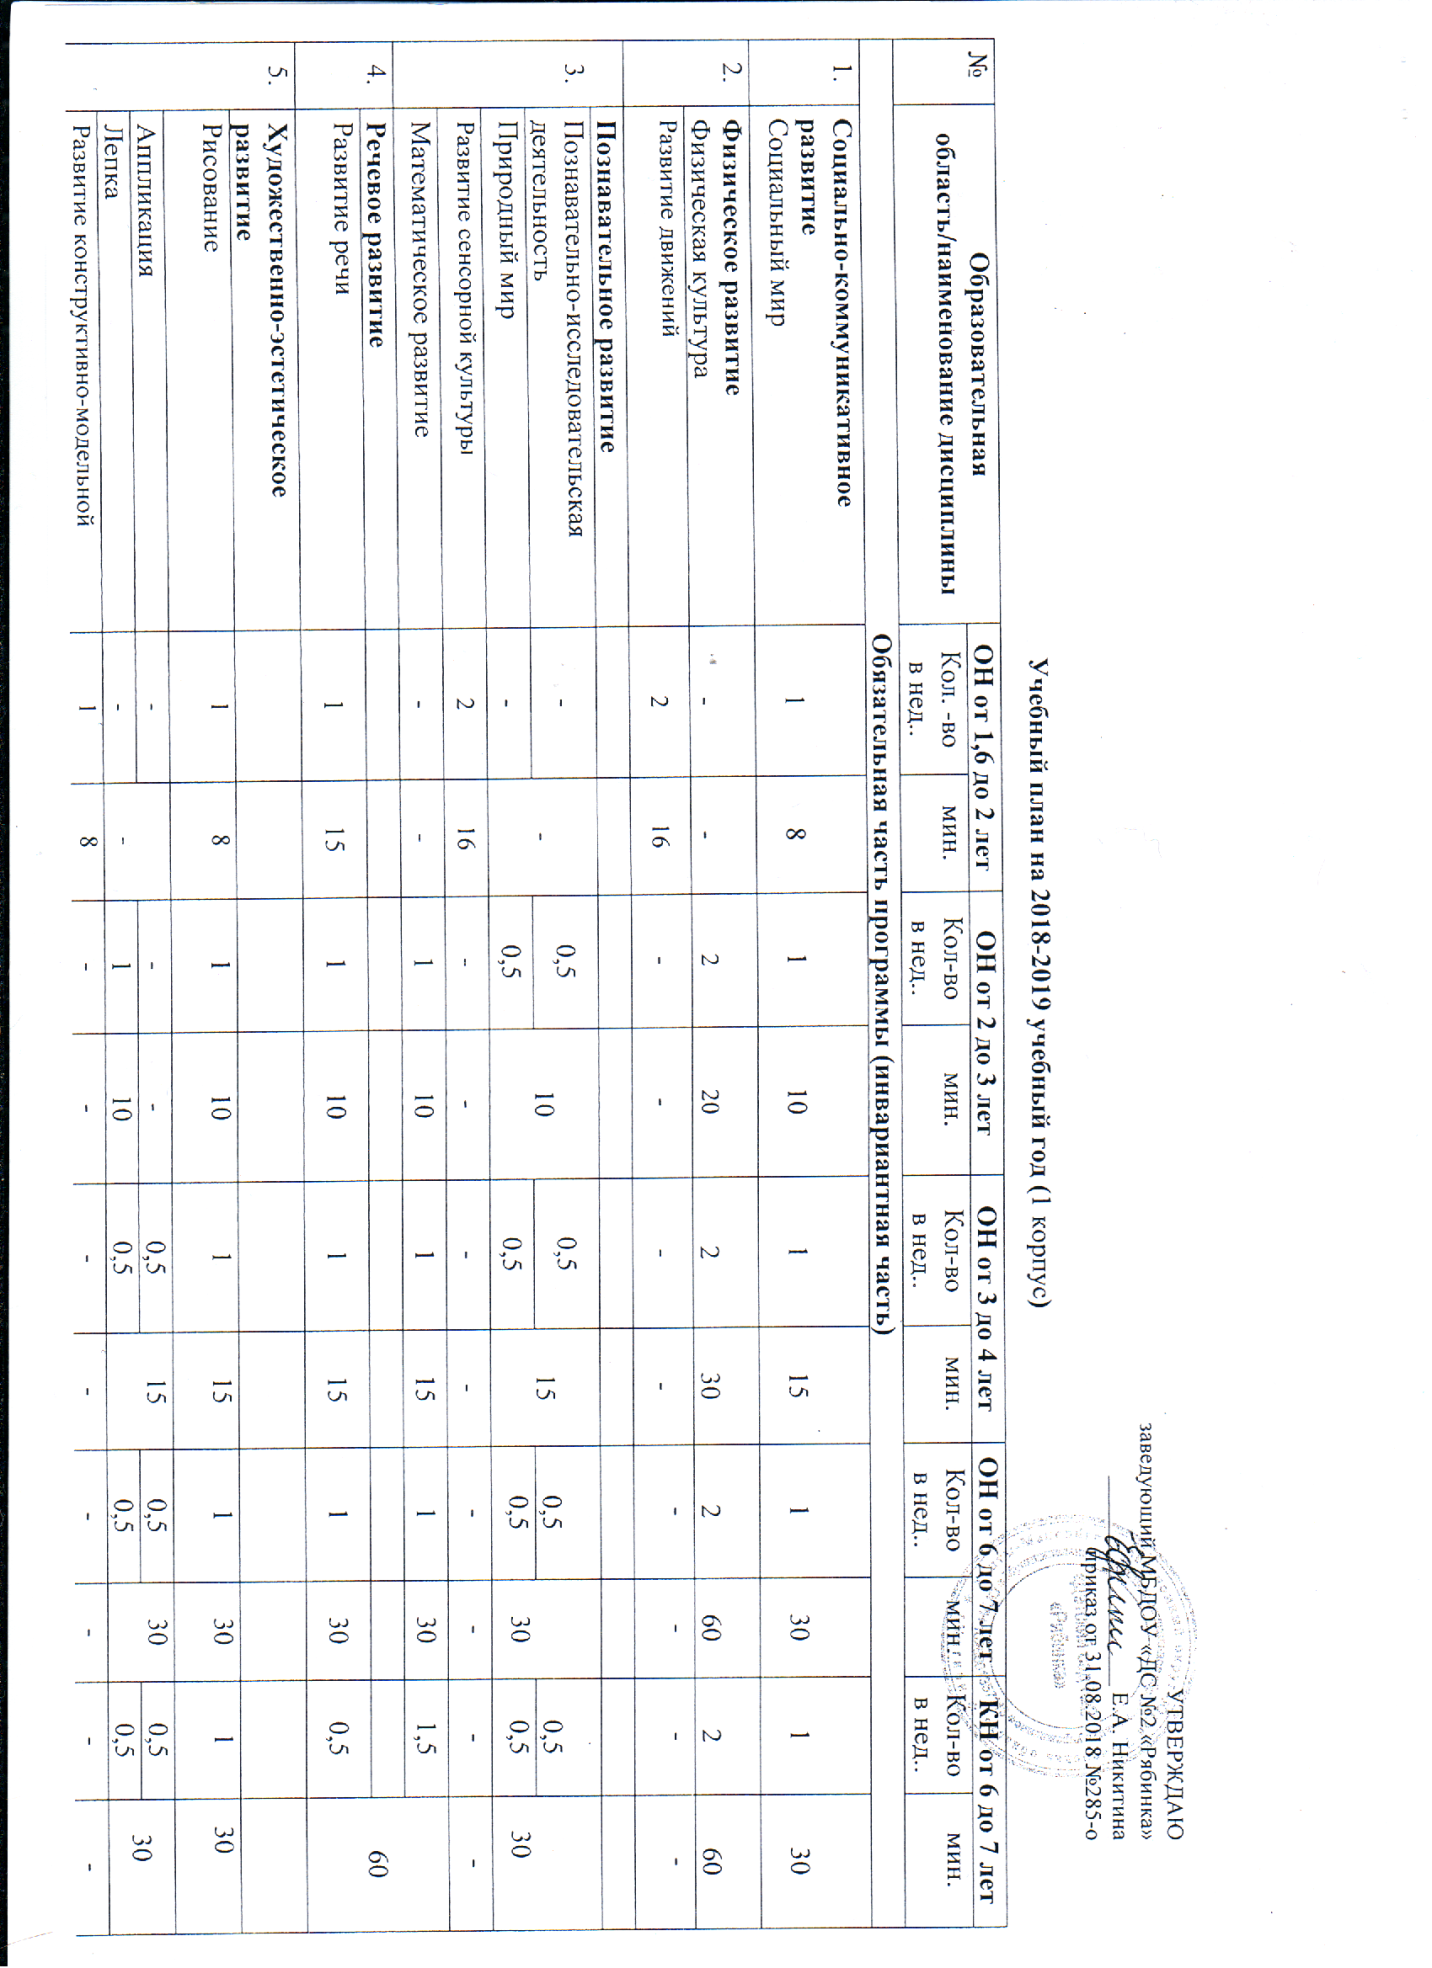 УТВЕРЖДАЮ
заведующий МБДОУ «ДС №2 «Рябинка»
Е.А. Никитина
приказ от 31.08.2018 №285-о
Учебный план на 2018-2019 учебный год (1 корпус)
№ Образовательная область/наименование дисциплины ОН от 1,6 до 2 лет ОН от 2 до 3 лет ОН от 3 до 4 лет ОН от 6 до 7 лет КН от 6 до 7 лет
Кол. -во в нед.. мин. Кол-во в нед.. мин. Кол-во в нед.. мин. Кол-во в нед.. мин. Кол-во в нед.. мин.
Обязательная часть программы (инвариантная часть)
1. Социально-коммуникативное
развитие
Социальный мир 1 8 1 10 1 15 1 30 1 30
2. Физическое развитие
Физическая культура - - 2 20 2 30 2 60 2 60
Развитие движений 2 16 - - - - - - - -
3. Познавательное развитие
Познавательно-исследовательская
деятельность - - 0,5 10 0,5 15 0,5 30 0,5 30
Природный мир - 0,5 0,5 0,5 0,5
Развитие сенсорной культуры 2 16 - - - - - - - -
Математическое развитие - - 1 10 1 15 1 30 1,5 60
4. Речевое развитие
Развитие речи 1 15 1 10 1 15 1 30 0,5
5. Художественно-эстетическое
развитие
Рисование 1 8 1 10 1 15 1 30 1 30
Аппликация - - - - 0,5 15 0,5 30 0,5 30
Лепка - 1 10 0,5 0,5 0,5
Развитие конструктивно-модельной 1 8 - - - - - - - -